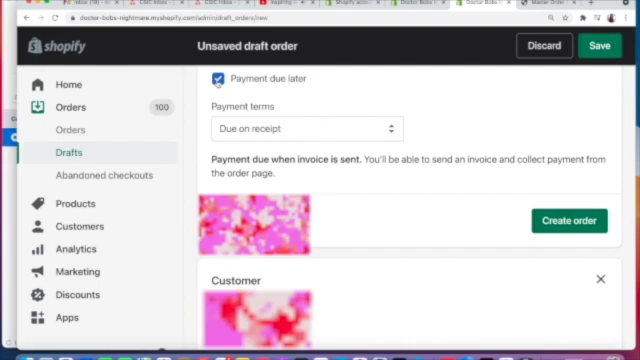 doctor-bobs-nightmare.myshopify.com/admin/draft_orders/new
shopify
Unsaved draft order
Discard
Save
Home
Orders
100
Orders
Drafts
Abandoned checkouts
Products
Customers
Analytics
Marketing
Discounts
Apps
Payment due later
Payment terms
Due on receipt
Payment due when invoice is sent. You'll be able to send an invoice and collect payment from
the order page.
Create order
Customer